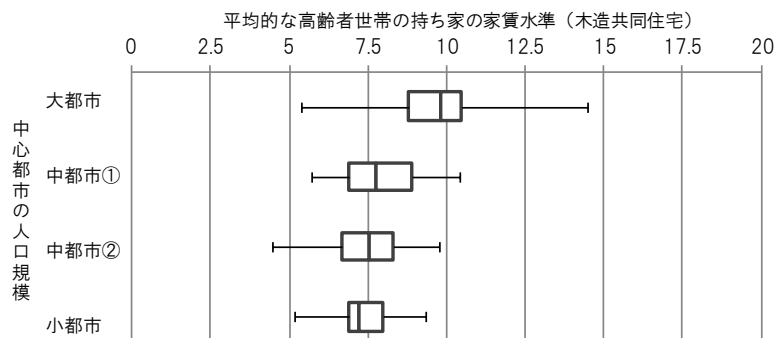 平均的な高齢者世帯の持ち家の家賃水準（木造共同住宅）
0 2.5 5 7.5 10 12.5 15 17.5 20
中心都市の人口規模
大都市
中都市①
中都市②
小都市